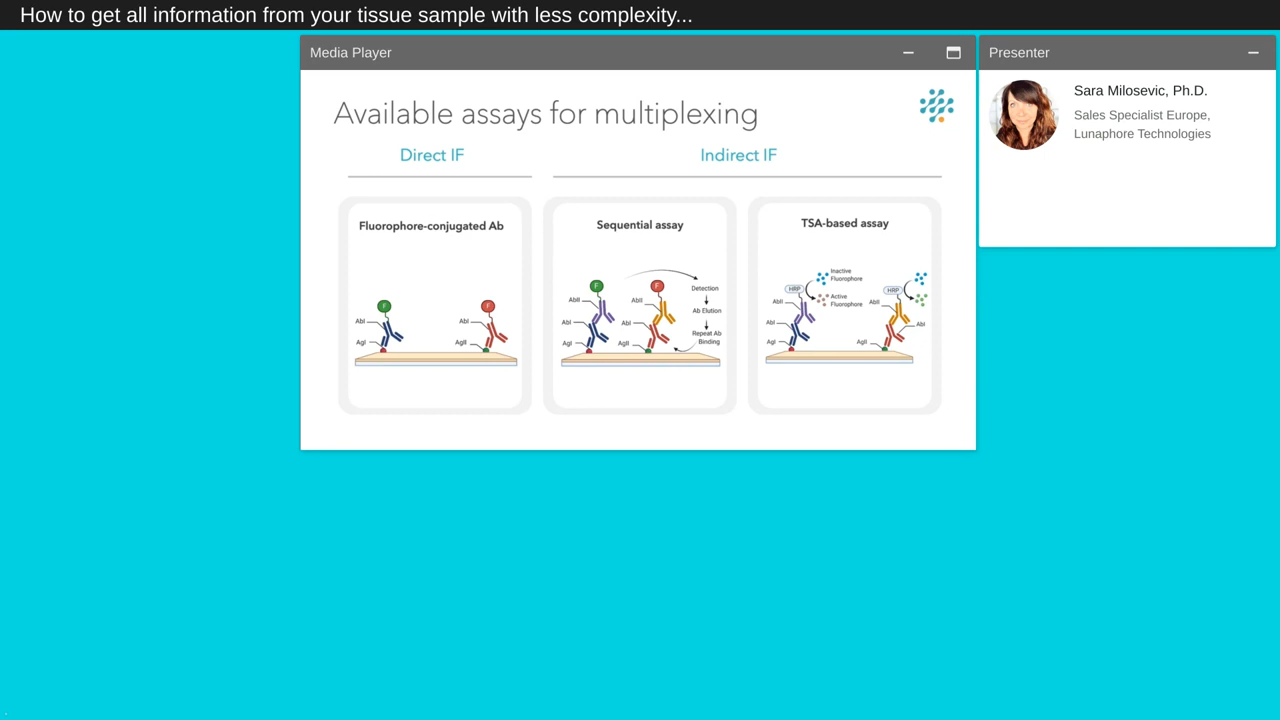 How to get all information from your tissue sample with less complexity...
Media Player
Presenter
Available assays for multiplexing
Direct IF
Indirect IF
Fluorophore-conjugated Ab
F
F
AbI
AbI
AgI
AgII
Sequential assay
F
F
AbII
AbII
AbI
AbI
AgI
AgII
Detection
Ab Elution
Repeat Ab
Binding
TSA-based assay
Inactive
Fluorophore
HRP
HRP
Active
Fluorophore
AbII
AbII
AbI
AbI
AgI
AgII
Sara Milosevic, Ph.D.
Sales Specialist Europe,
Lunaphore Technologies